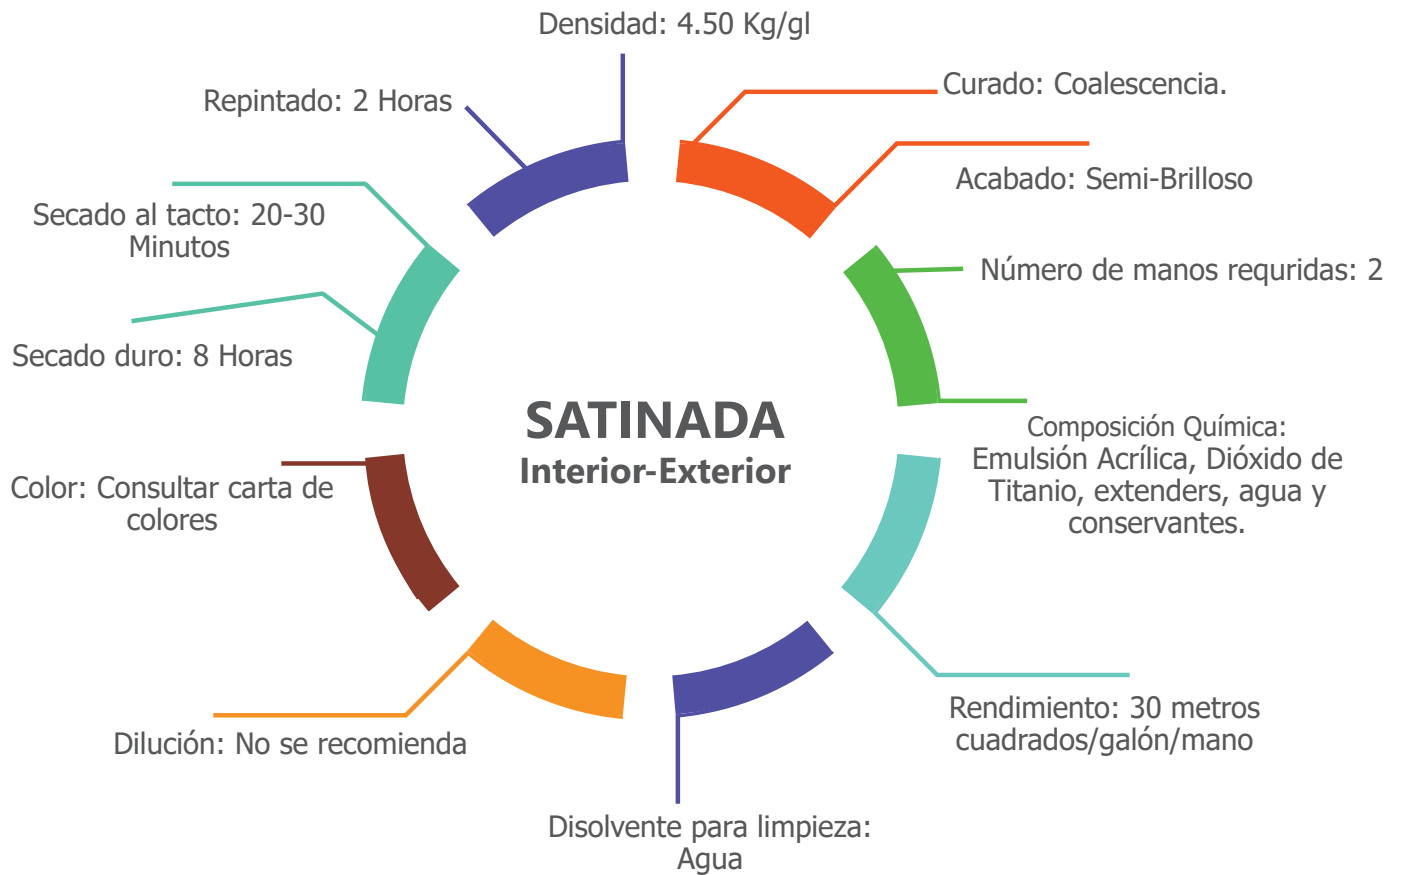 Densidad: 4.50 Kg/gl
Curado: Coalescencia.
Repintado: 2 Horas
Acabado: Semi-Brilloso
Secado al tacto: 20-30
Minutos
Número de manos requridas: 2
Secado duro: 8 Horas
SATINADA
Interior-Exterior
Composición Química:
Emulsión Acrílica, Dióxido de
Titanio, extenders, agua y
conservantes.
Color: Consultar carta de
colores
Rendimiento: 30 metros
cuadrados/galón/mano
Dilución: No se recomienda
Disolvente para limpieza:
Agua